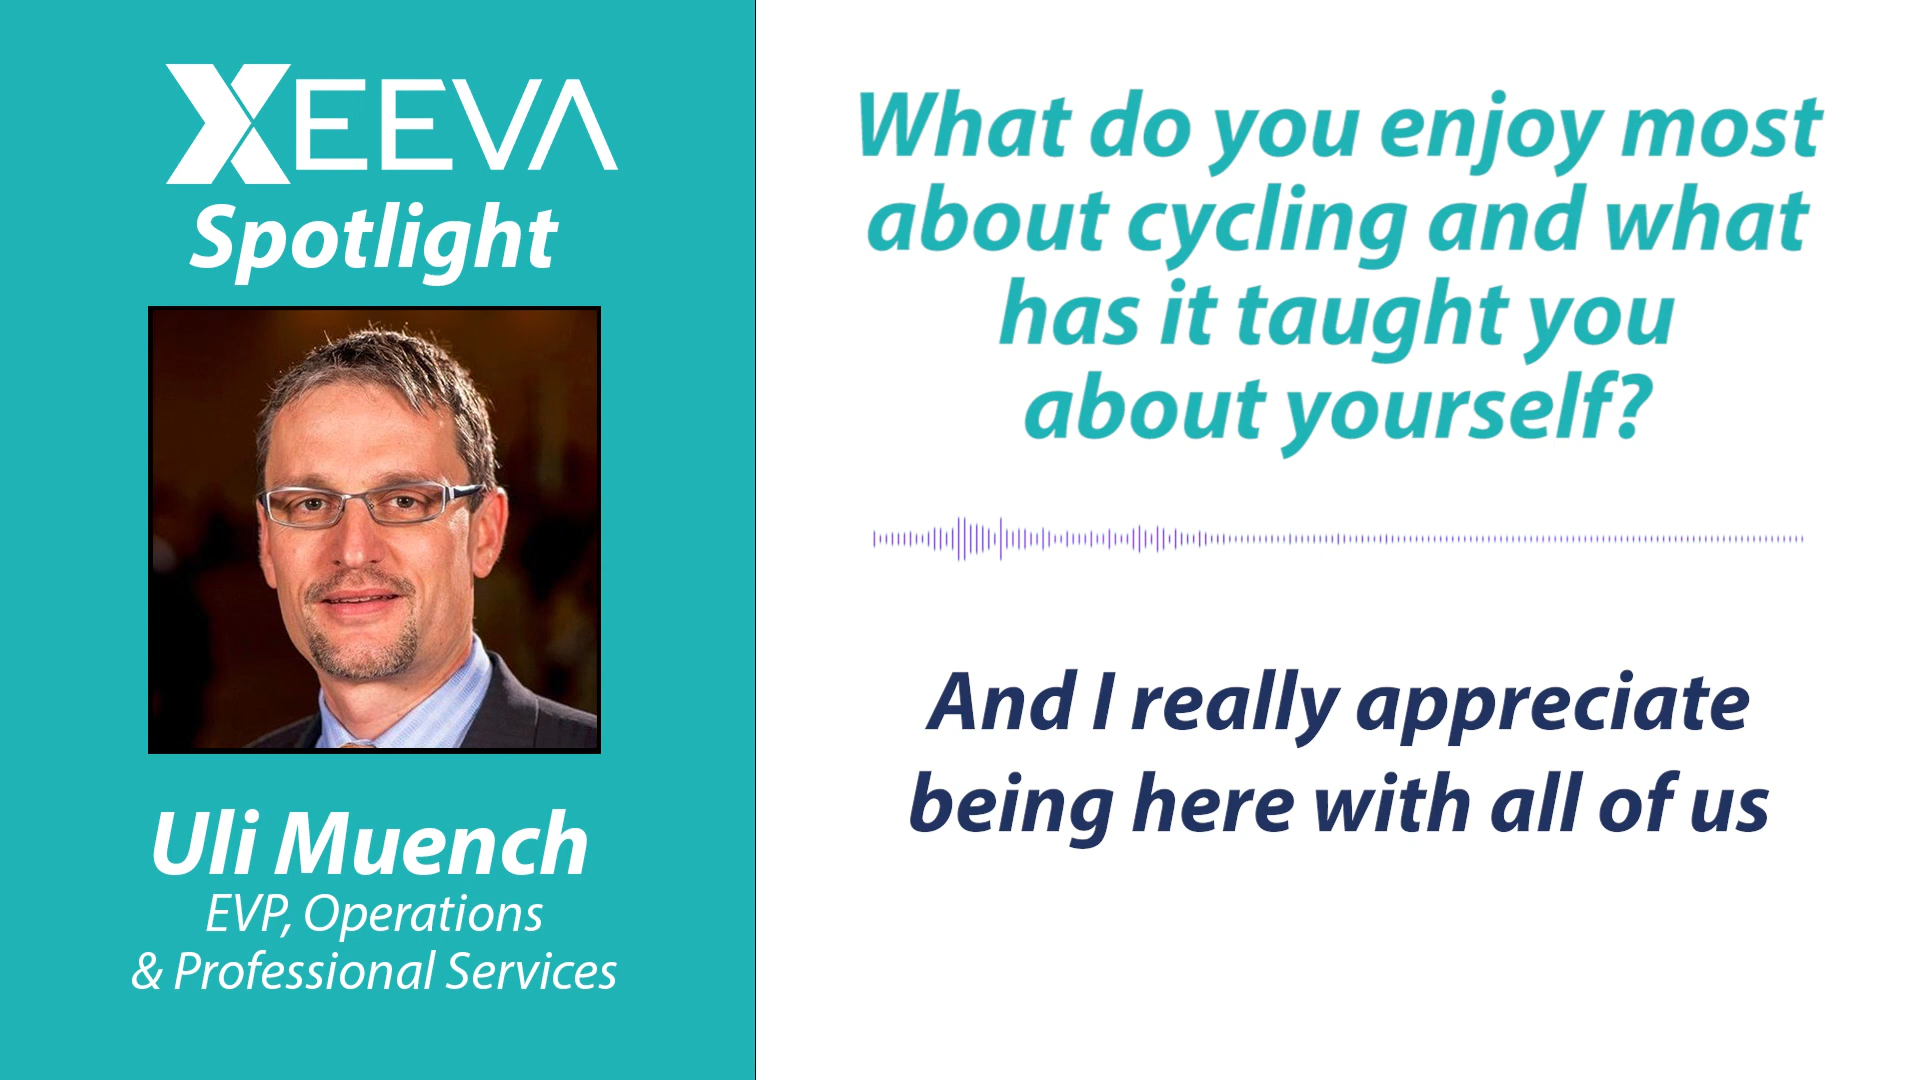 XEEVA
Spotlight
Uli Muench
EVP, Operations
& Professional Services
What do you enjoy most
about cycling and what
has it taught you
about yourself?
And I really appreciate
being here with all of us